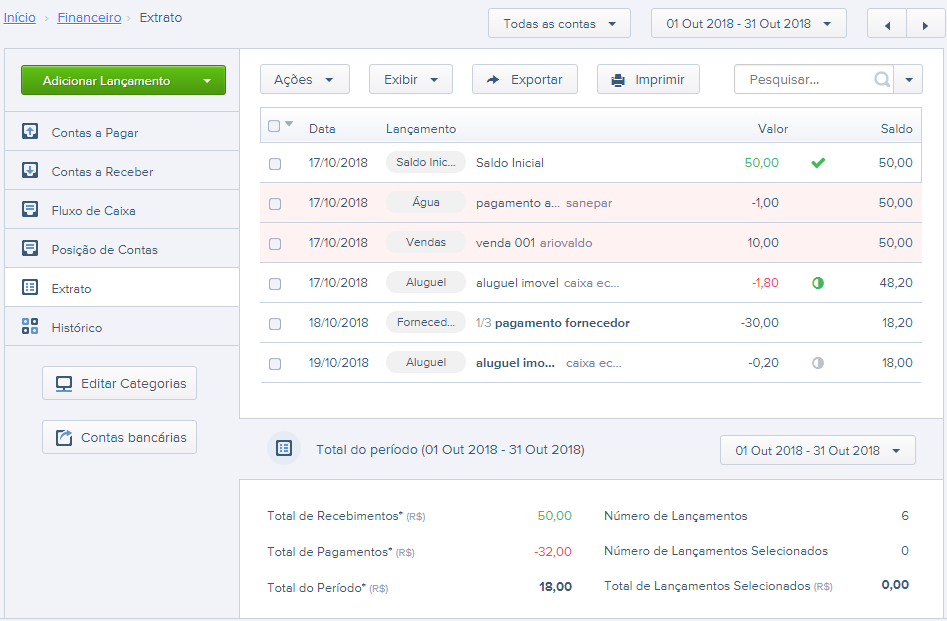 Início › Financeiro › Extrato
Todas as contas
01 Out 2018 - 31 Out 2018
Adicionar Lançamento
Contas a Pagar
Contas a Receber
Fluxo de Caixa
Posição de Contas
Extrato
Histórico
Editar Categorias
Contas bancárias
Ações
Exibir
Exportar
Imprimir
Pesquisar...
Data Lançamento Valor Saldo
17/10/2018 Saldo Inic... Saldo Inicial 50,00 50,00
17/10/2018 Água pagamento a... sanepar -1,00 50,00
17/10/2018 Vendas venda 001 ariovaldo 10,00 50,00
17/10/2018 Aluguel aluguel imovel caixa ec... -1,80 48,20
18/10/2018 Forneced... 1/3 pagamento fornecedor -30,00 18,20
19/10/2018 Aluguel aluguel imo... caixa ec... -0,20 18,00
Total do período (01 Out 2018 - 31 Out 2018)
01 Out 2018 - 31 Out 2018
Total de Recebimentos* (R$) 50,00
Total de Pagamentos* (R$) -32,00
Total do Período* (R$) 18,00
Número de Lançamentos 6
Número de Lançamentos Selecionados 0
Total de Lançamentos Selecionados (R$) 0,00